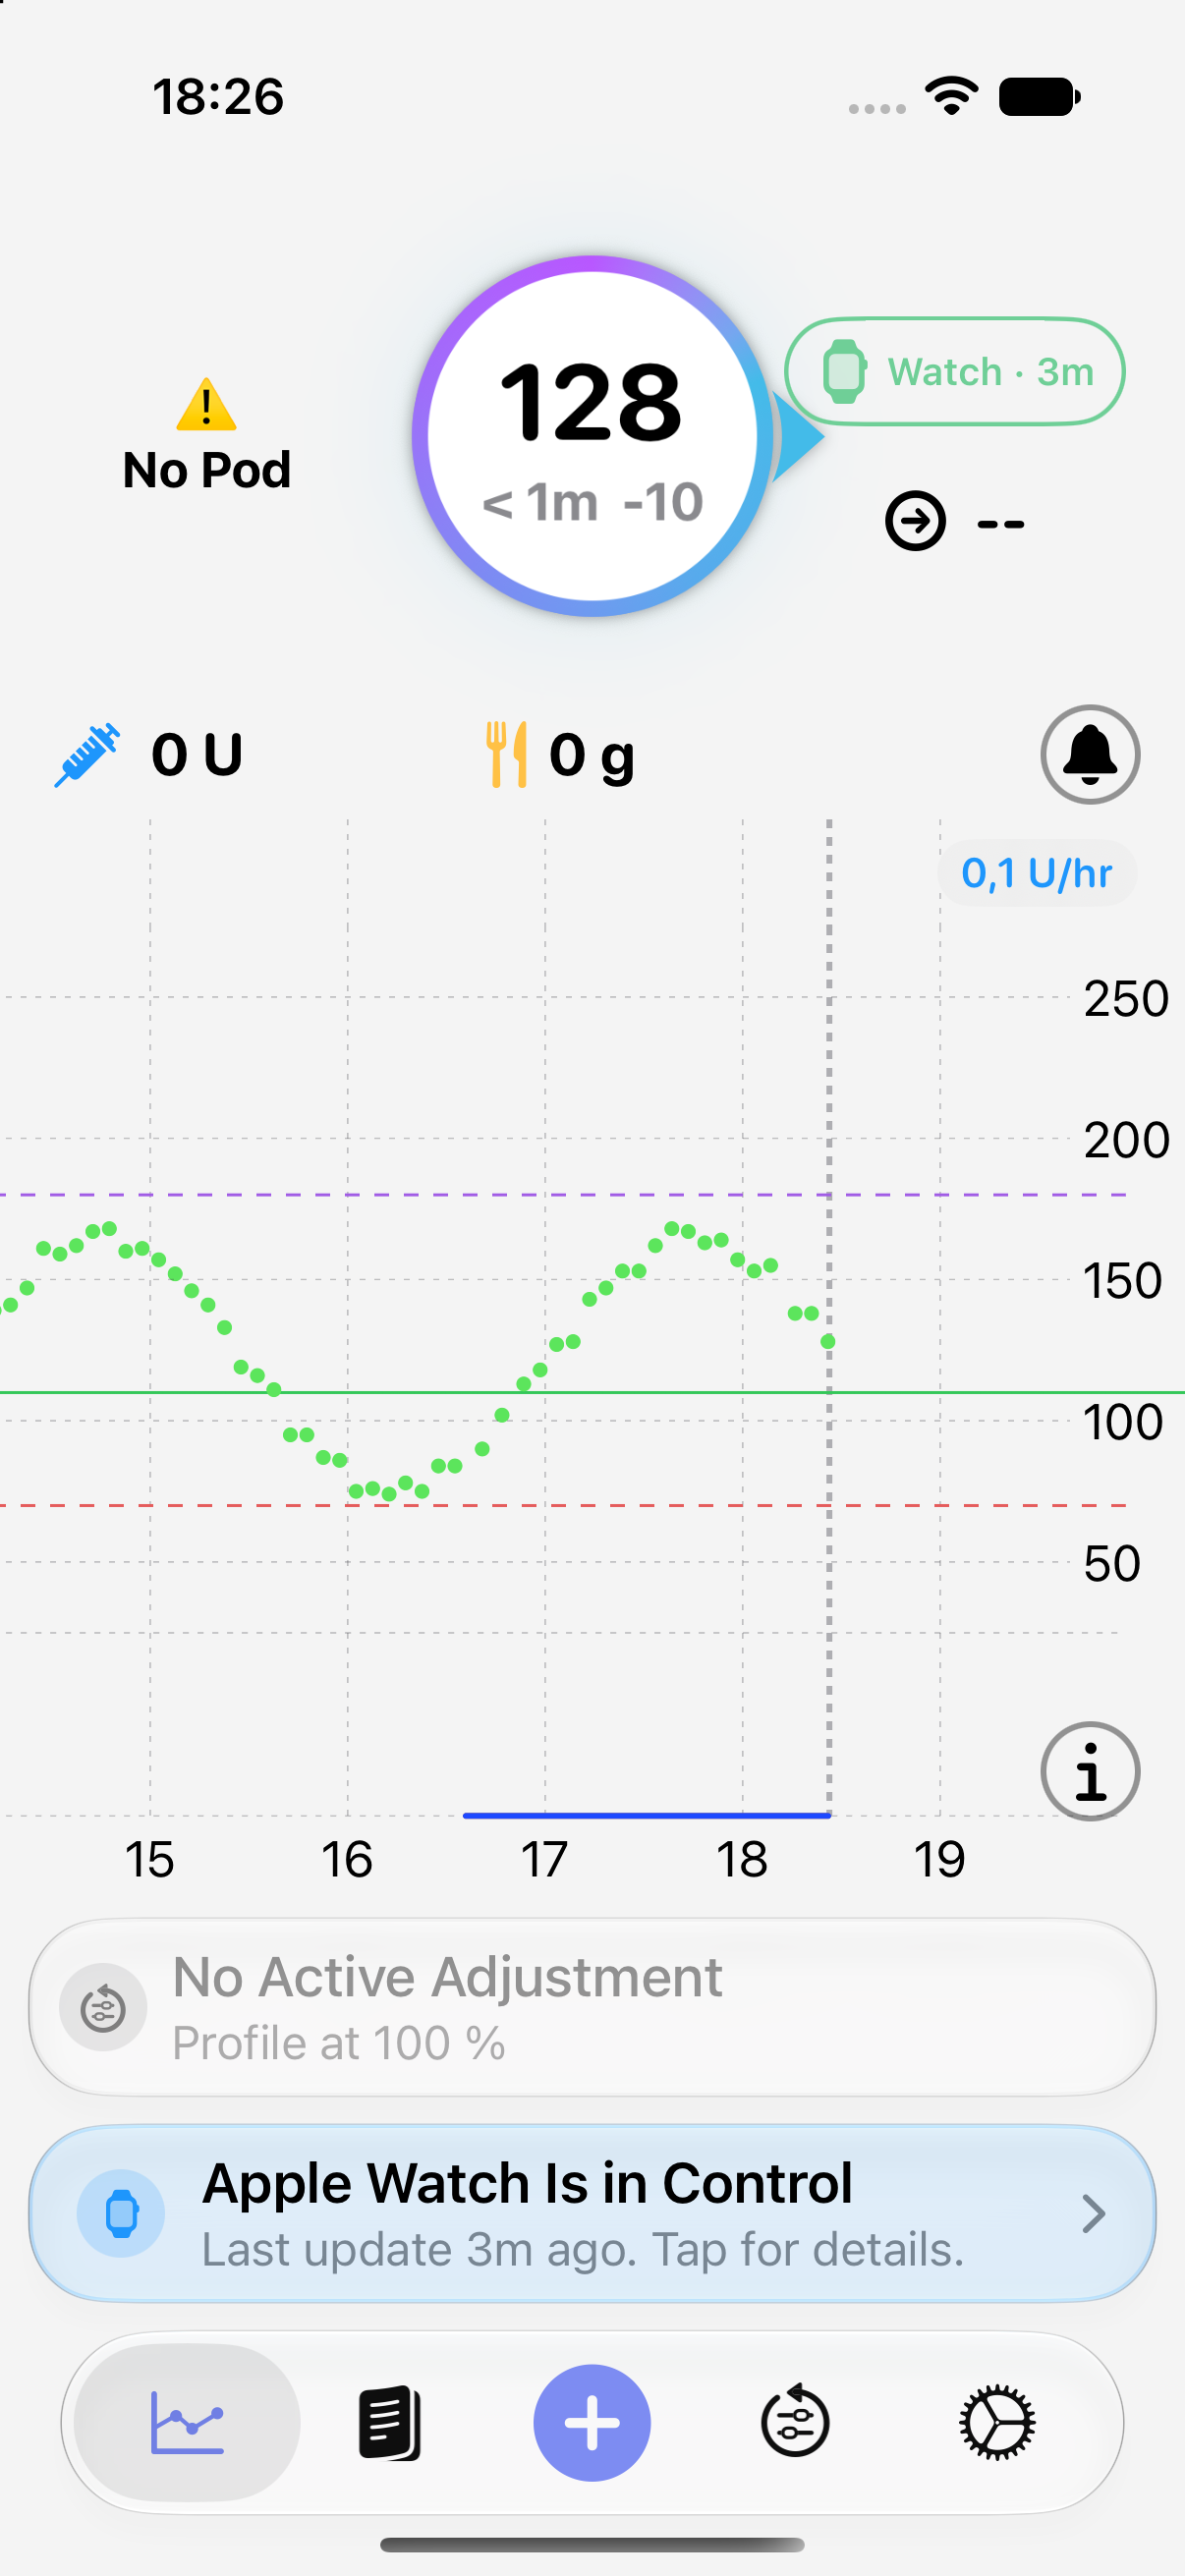 18:26
Watch · 3m
No Pod
128
< 1m -10
--
0 U
0 g
0,1 U/hr
250
200
150
100
50
15 16 17 18 19
No Active Adjustment
Profile at 100 %
Apple Watch Is in Control
Last update 3m ago. Tap for details.